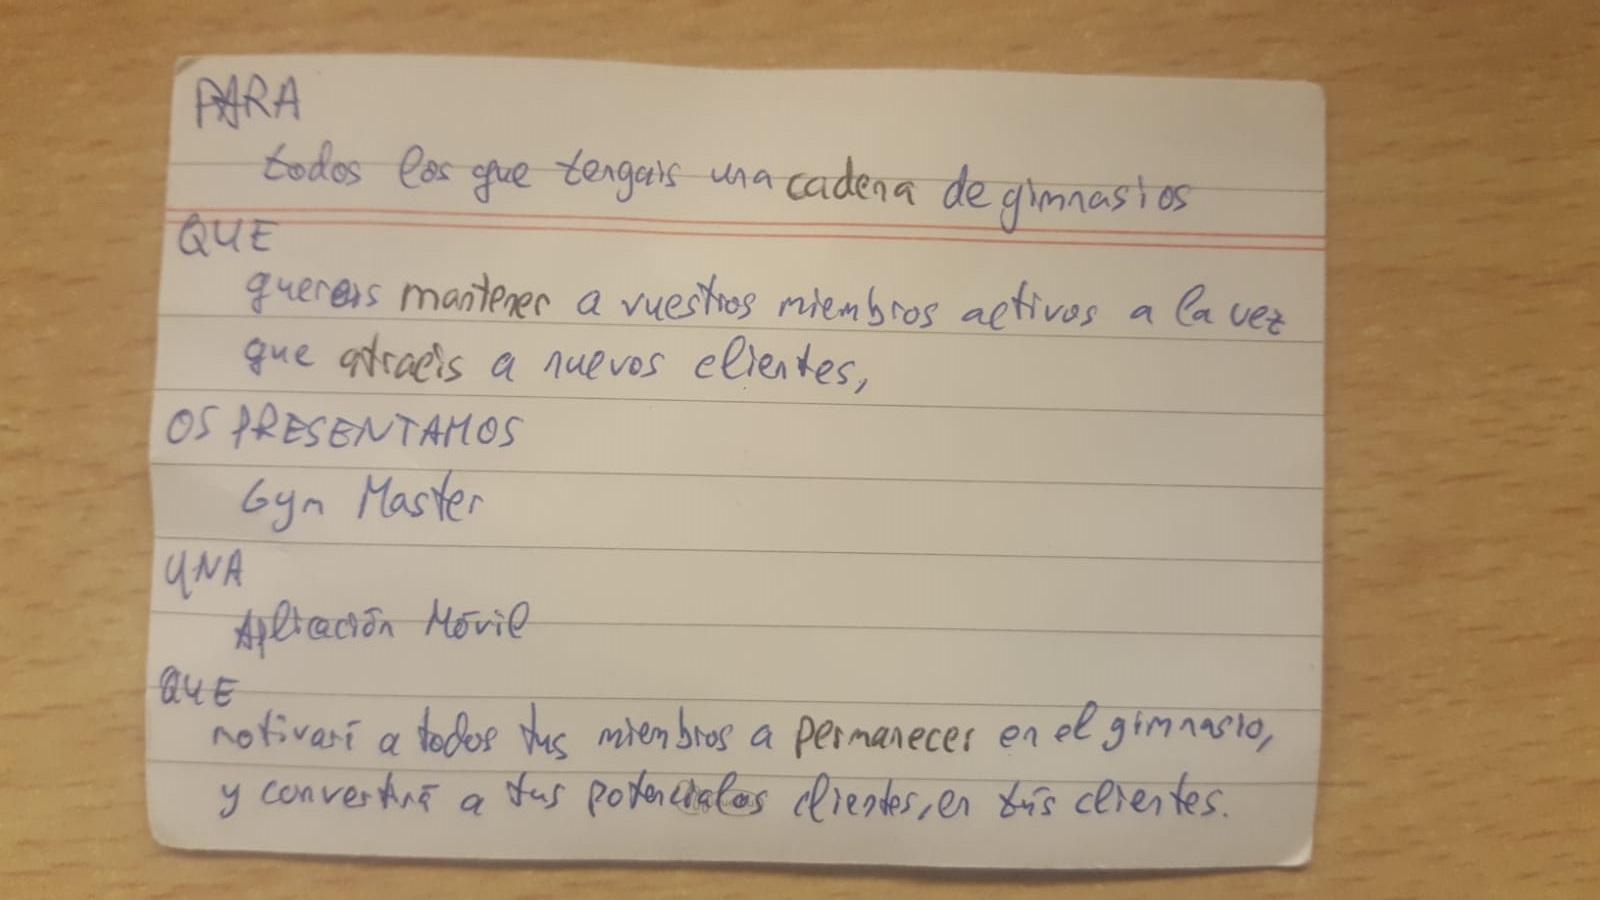 PARA
todos los que tengais una cadena de gimnasios
QUE
quereis mantener a vuestros miembros activos a la vez
que atraeis a nuevos clientes,
OS PRESENTAMOS
Gym Master
UNA
Aplicación Móvil
QUE
motivará a todos tus miembros a permanecer en el gimnasio,
y convertirá a tus potenciales clientes, en tus clientes.